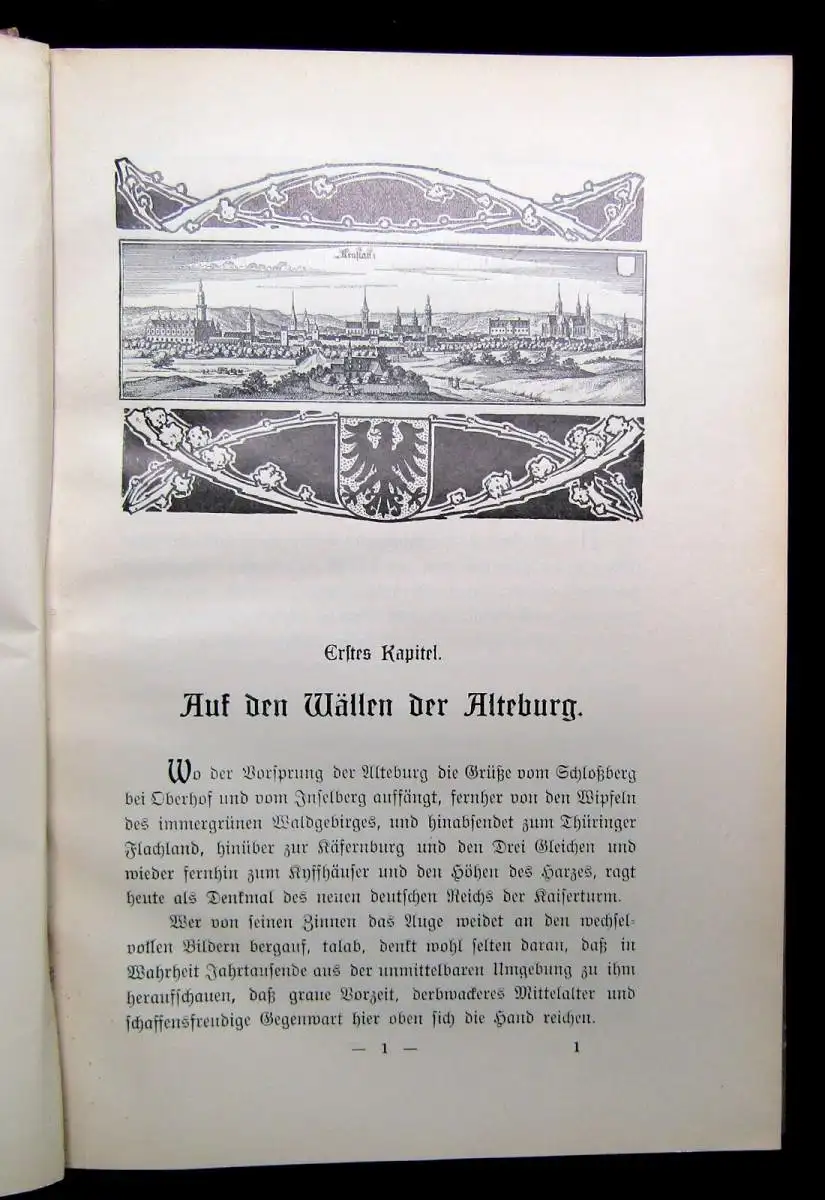 Arnstatt
Erstes Kapitel.
Auf den Wällen der Alteburg.
Wo der Vorsprung der Alteburg die Grüße vom Schloßberg
bei Oberhof und vom Inselberg auffängt, fernher von den Wipfeln
des immergrünen Waldgebirges, und hinabsendet zum Thüringer
Flachland, hinüber zur Käfernburg und den Drei Gleichen und
wieder fernhin zum Kyffhäuser und den Höhen des Harzes, ragt
heute als Denkmal des neuen deutschen Reichs der Kaiserturm.
Wer von seinen Zinnen das Auge weidet an den wechsel-
vollen Bildern bergauf, talab, denkt wohl selten daran, daß in
Wahrheit Jahrtausende aus der unmittelbaren Umgebung zu ihm
heraufschauen, daß graue Vorzeit, derbwackeres Mittelalter und
schaffensfreudige Gegenwart hier oben sich die Hand reichen.
— 1 — 1